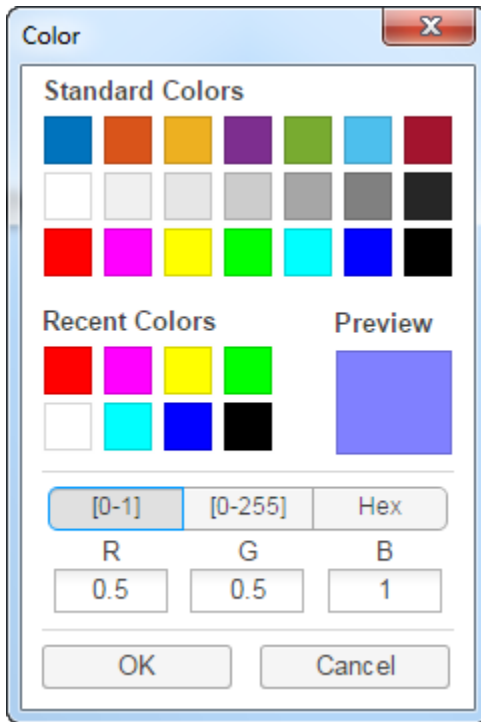 Color
Standard Colors
Recent Colors
Preview
[0-1] [0-255] Hex
R G B
0.5 0.5 1
OK Cancel